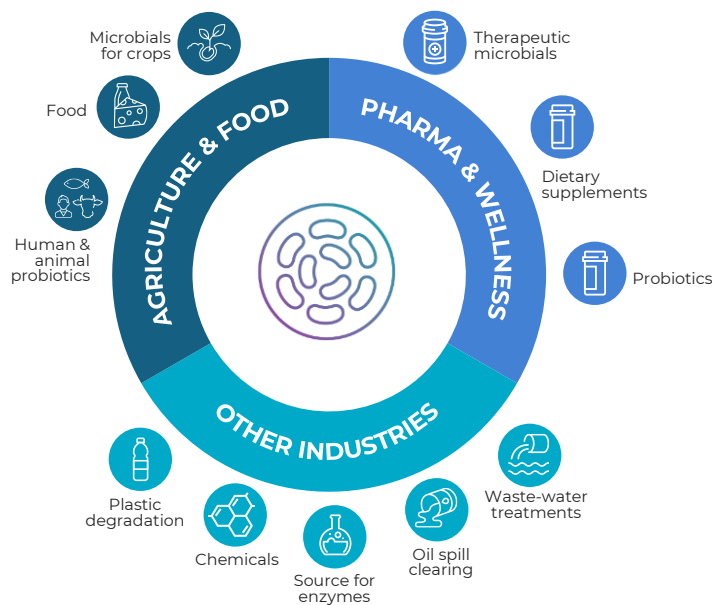 Microbials
for crops
Food
Human &
animal
probiotics
AGRICULTURE & FOOD
PHARMA & WELLNESS
Therapeutic
microbials
Dietary
supplements
Probiotics
OTHER INDUSTRIES
Plastic
degradation
Chemicals
Source for
enzymes
Oil spill
clearing
Waste-water
treatments